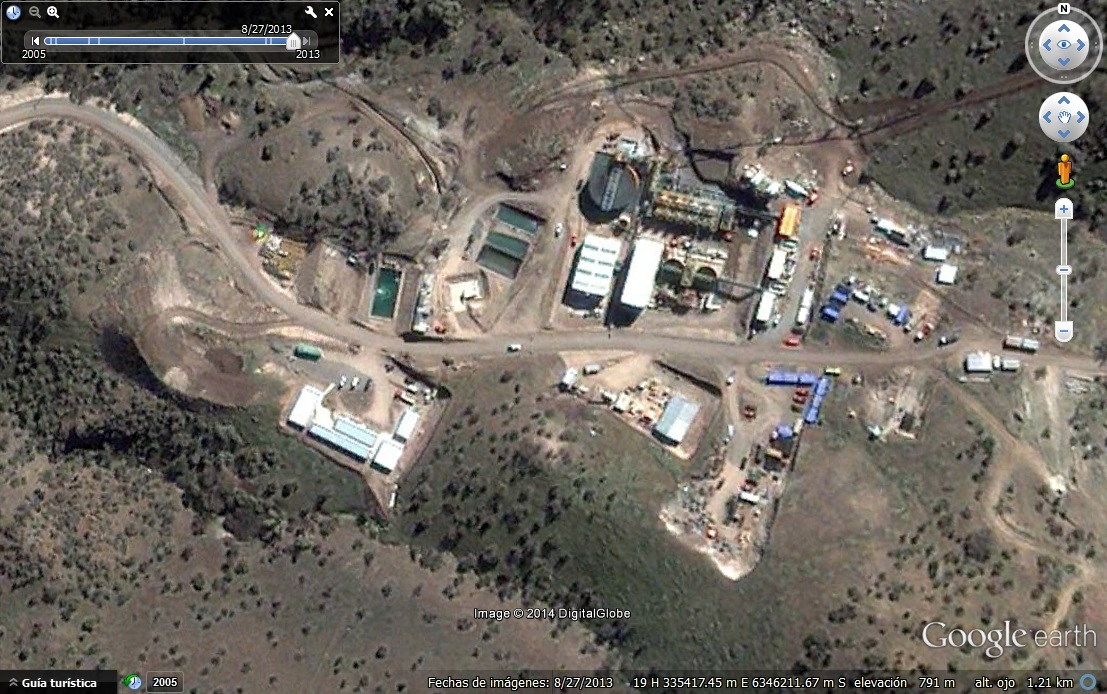 8/27/2013
2005
2013
N
Image © 2014 DigitalGlobe
Google earth
Guía turística
2005
Fechas de imágenes: 8/27/2013 19 H 335417.45 m E 6346211.67 m S elevación 791 m alt. ojo 1.21 km